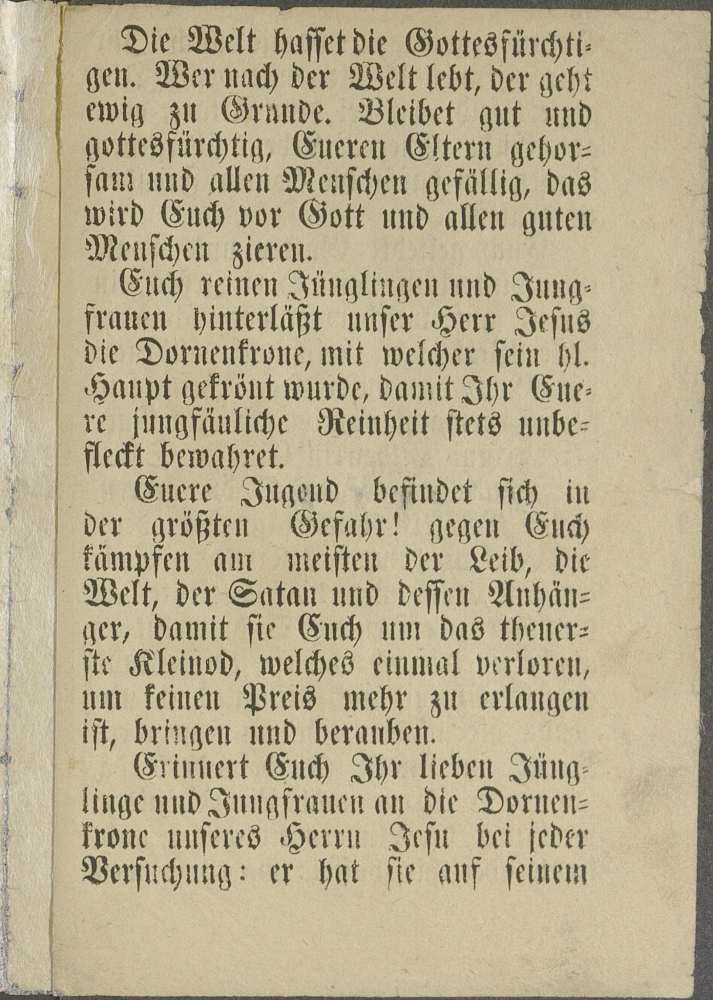 Die Welt hasset die Gottesfürchti-
gen. Wer nach der Welt lebt, der geht
ewig zu Grunde. Bleibet gut und
gottesfürchtig, Eueren Eltern gehor-
sam und allen Menschen gefällig, das
wird Euch vor Gott und allen guten
Menschen zieren.
Euch reinen Jünglingen und Jung-
frauen hinterläßt unser Herr Jesus
die Dornenkrone, mit welcher sein hl.
Haupt gekrönt wurde, damit Ihr Eue-
re jungfäuliche Reinheit stets unbe-
fleckt bewahret.
Euere Jugend befindet sich in
der größten Gefahr! gegen Euch
kämpfen am meisten der Leib, die
Welt, der Satan und dessen Anhän-
ger, damit sie Euch um das theuer-
ste Kleinod, welches einmal verloren,
um keinen Preis mehr zu erlangen
ist, bringen und berauben.
Erinnert Euch Ihr lieben Jüng-
linge und Jungfrauen an die Dornen-
krone unseres Herrn Jesu bei jeder
Versuchung: er hat sie auf seinem